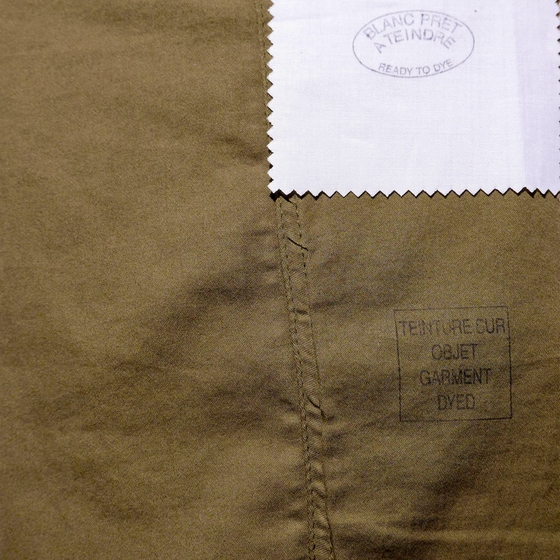 BLANC PRET
A TEINDRE
READY TO DYE
TEINTURE SUR
OBJET
GARMENT
DYED